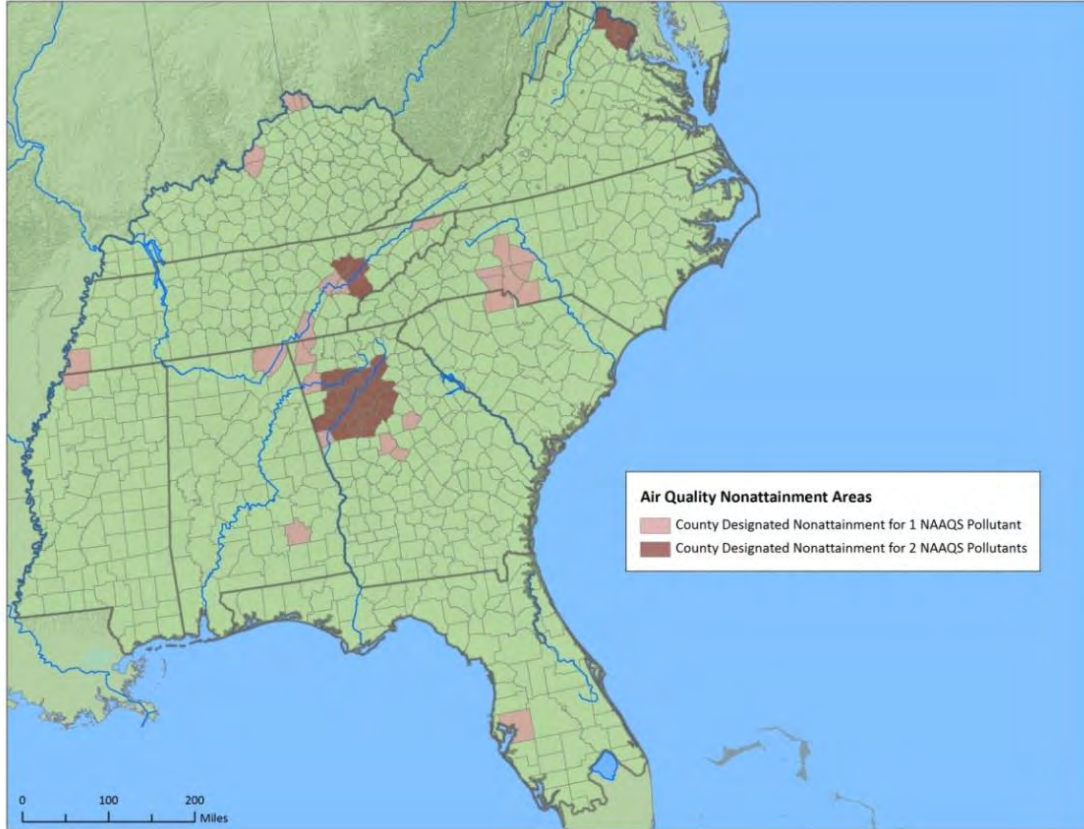 Air Quality Nonattainment Areas
County Designated Nonattainment for 1 NAAQS Pollutant
County Designated Nonattainment for 2 NAAQS Pollutants
0 100 200
Miles